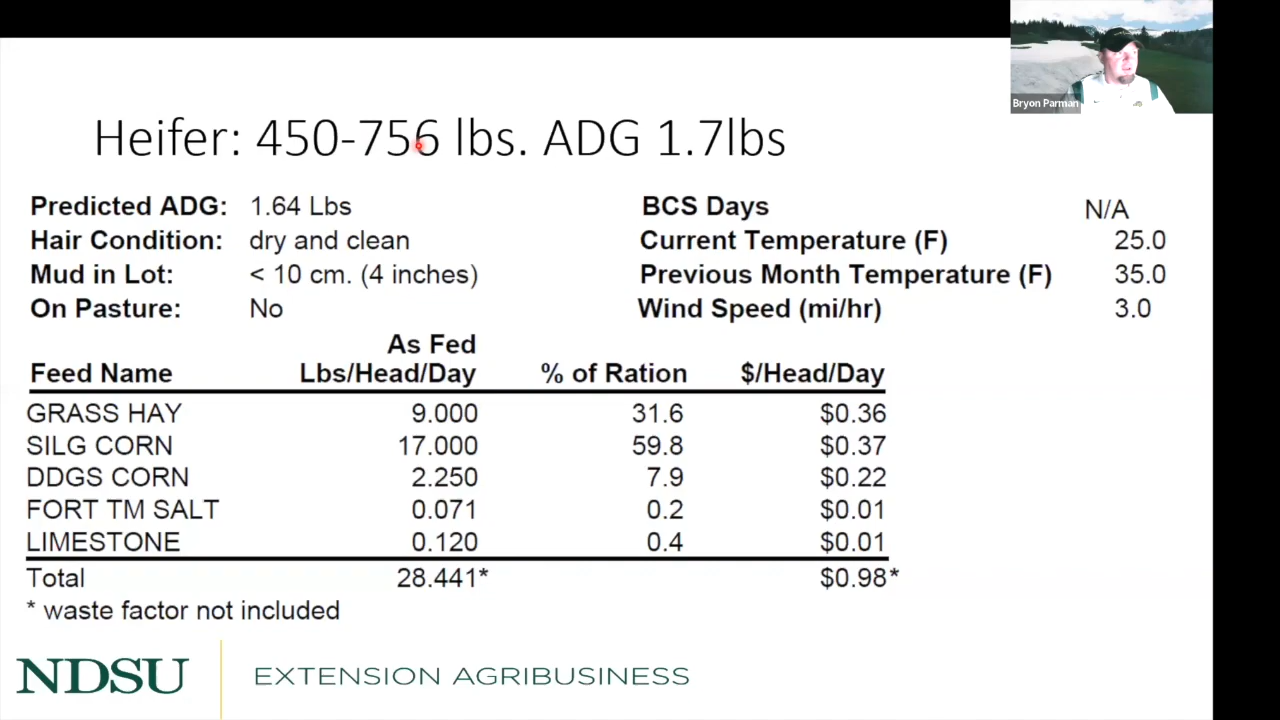 Bryon Parman
Heifer: 450-756 lbs. ADG 1.7lbs
Predicted ADG: 1.64 Lbs BCS Days N/A
Hair Condition: dry and clean Current Temperature (F) 25.0
Mud in Lot: < 10 cm. (4 inches) Previous Month Temperature (F) 35.0
On Pasture: No Wind Speed (mi/hr) 3.0
As Fed
Feed Name Lbs/Head/Day % of Ration $/Head/Day
GRASS HAY 9.000 31.6 $0.36
SILG CORN 17.000 59.8 $0.37
DDGS CORN 2.250 7.9 $0.22
FORT TM SALT 0.071 0.2 $0.01
LIMESTONE 0.120 0.4 $0.01
Total 28.441* $0.98*
* waste factor not included
NDSU EXTENSION AGRIBUSINESS